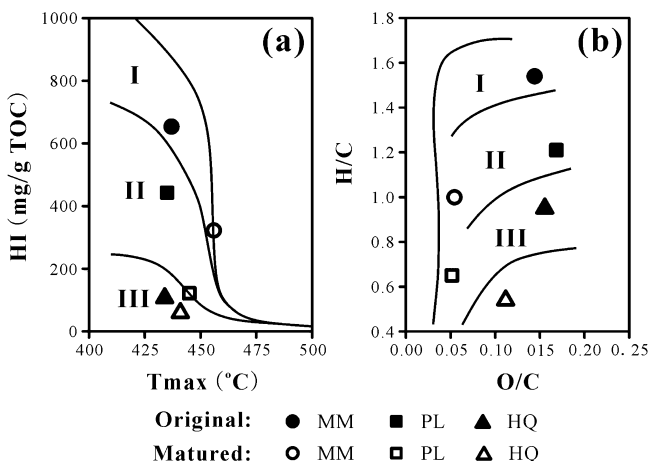 1000
800
600
400
200
0
HI (mg/g TOC)
(a)
I
II
III
400 425 450 475 500
Tmax (°C)
1.8
1.6
1.4
1.2
1.0
0.8
0.6
0.4
H/C
(b)
I
II
III
0.00 0.05 0.10 0.15 0.20 0.25
O/C
Original: MM PL HQ
Matured: MM PL HQ